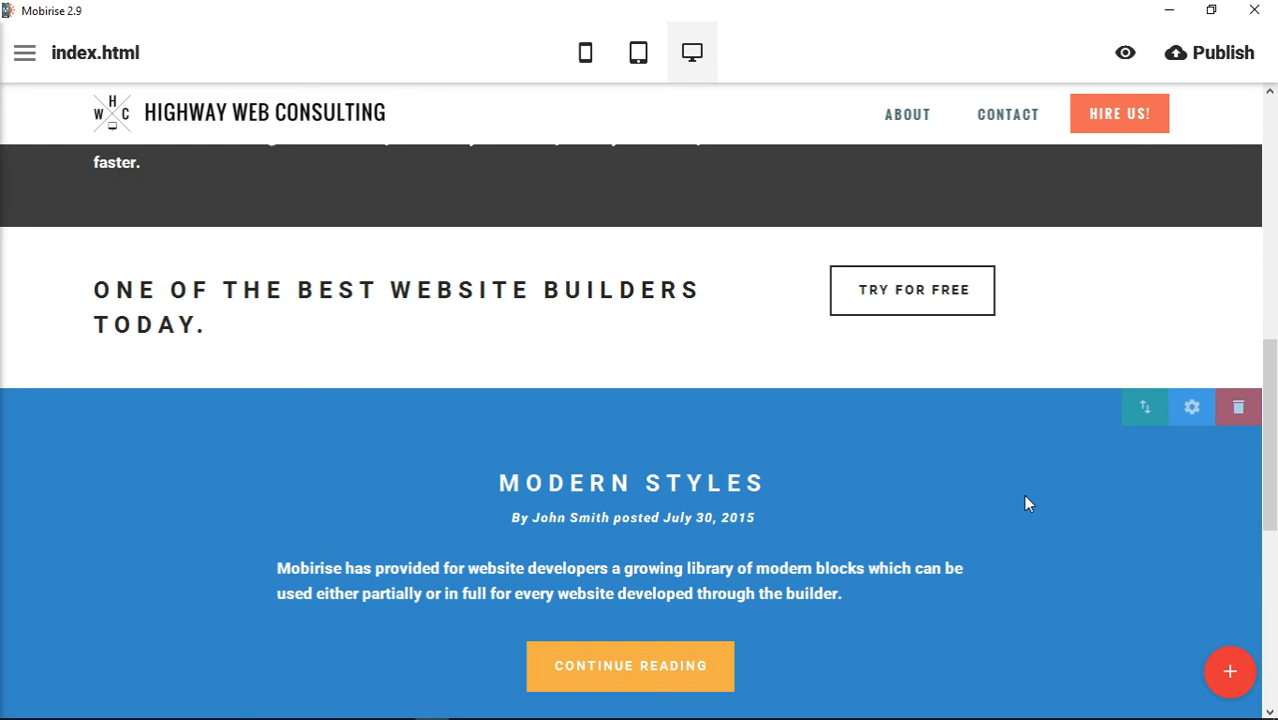 Mobirise 2.9
index.html
Publish
W H C
HIGHWAY WEB CONSULTING
ABOUT
CONTACT
HIRE US!
faster.
ONE OF THE BEST WEBSITE BUILDERS
TODAY.
TRY FOR FREE
MODERN STYLES
By John Smith posted July 30, 2015
Mobirise has provided for website developers a growing library of modern blocks which can be
used either partially or in full for every website developed through the builder.
CONTINUE READING